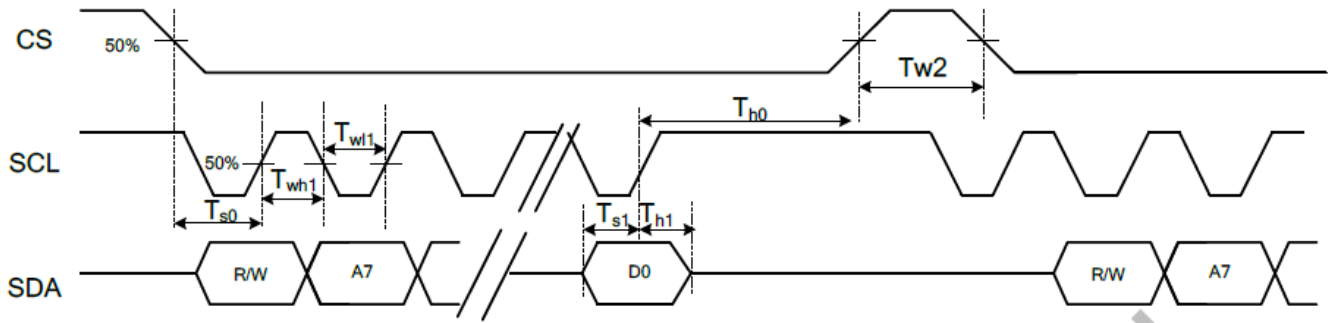 CS
50%
Tw2
Th0
SCL
50%
Twl1
Twh1
Ts0
Ts1
Th1
SDA
R/W
A7
D0
R/W
A7